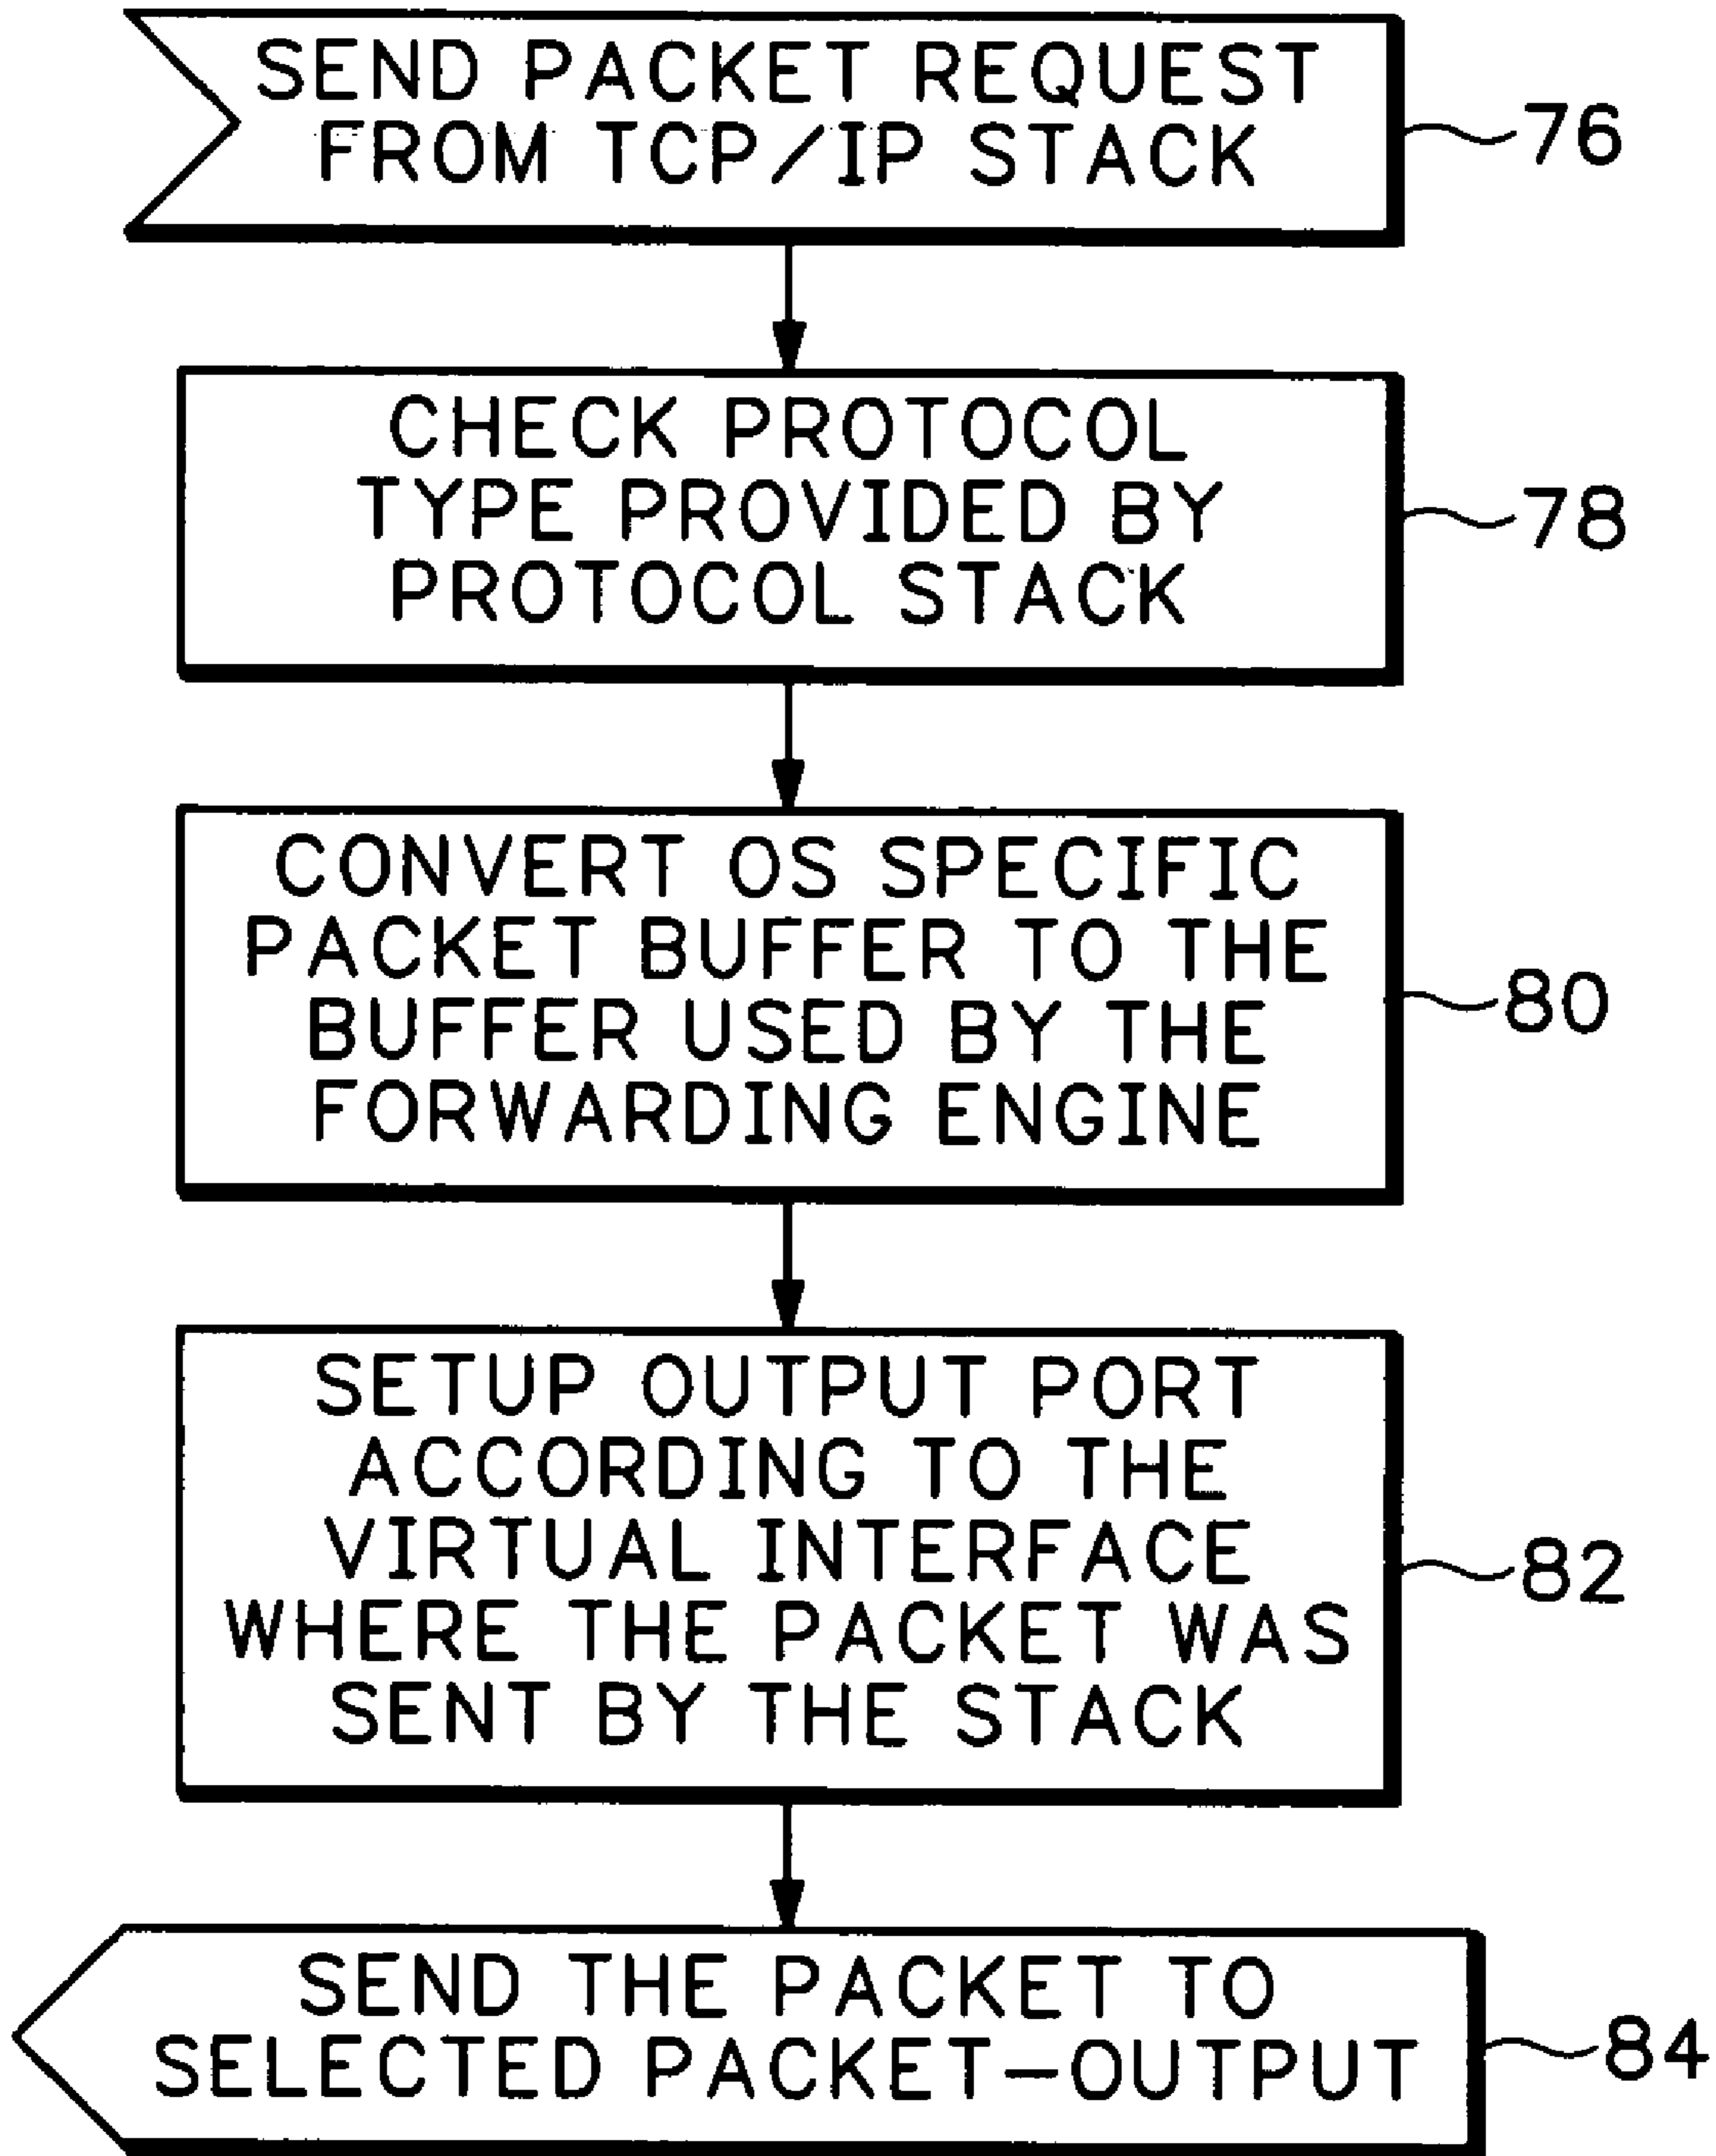 SEND PACKET REQUEST
FROM TCP/IP STACK
76
CHECK PROTOCOL
TYPE PROVIDED BY
PROTOCOL STACK
78
CONVERT OS SPECIFIC
PACKET BUFFER TO THE
BUFFER USED BY THE
FORWARDING ENGINE
80
SETUP OUTPUT PORT
ACCORDING TO THE
VIRTUAL INTERFACE
WHERE THE PACKET WAS
SENT BY THE STACK
82
SEND THE PACKET TO
SELECTED PACKET-OUTPUT
84